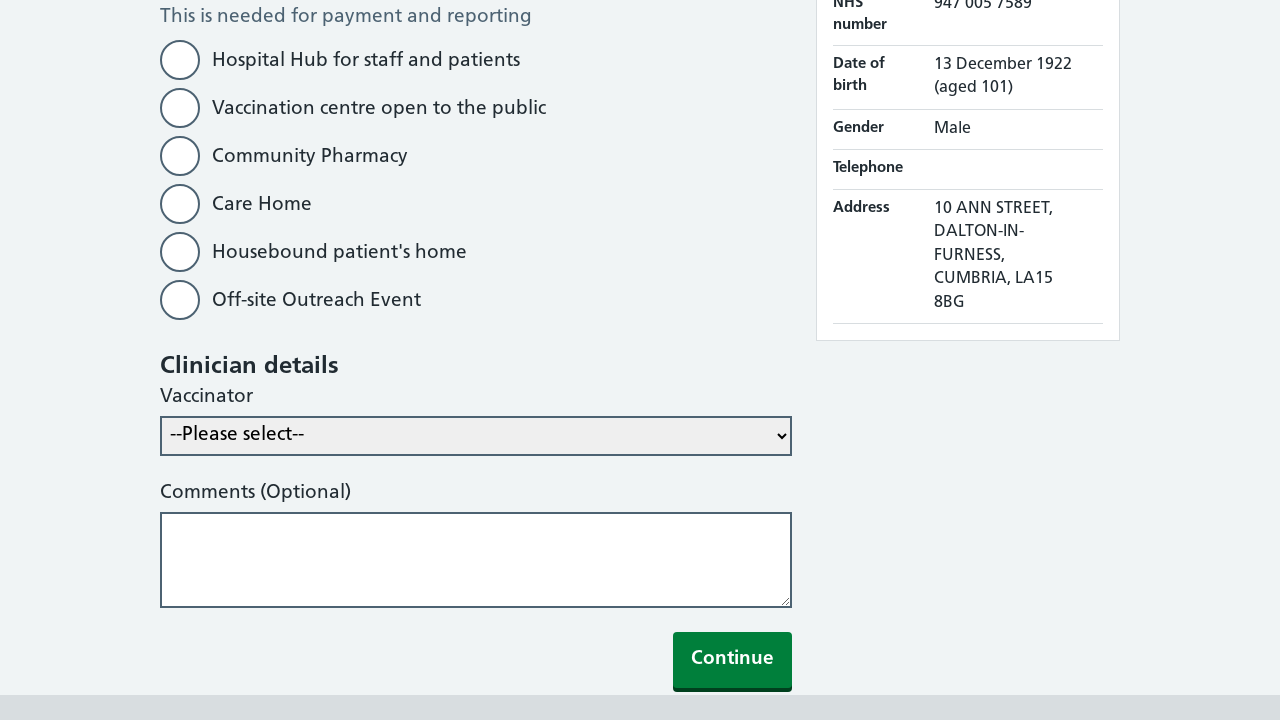 This is needed for payment and reporting
Hospital Hub for staff and patients
Vaccination centre open to the public
Community Pharmacy
Care Home
Housebound patient's home
Off-site Outreach Event
Clinician details
Vaccinator
--Please select--
Comments (Optional)
Continue
NHS 947 005 7589
number
Date of 13 December 1922
birth (aged 101)
Gender Male
Telephone
Address 10 ANN STREET,
DALTON-IN-
FURNESS,
CUMBRIA, LA15
8BG